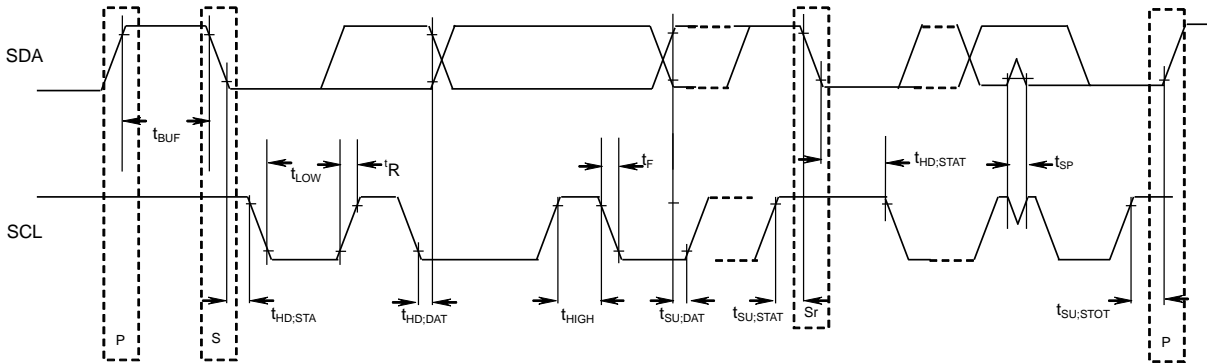 SDA
tBUF
tLOW
tR
tF
tHD;STAT
tSP
SCL
tHD;STA
tHD;DAT
tHIGH
tSU;DAT
tSU;STAT
Sr
tSU;STOT
P
S
P